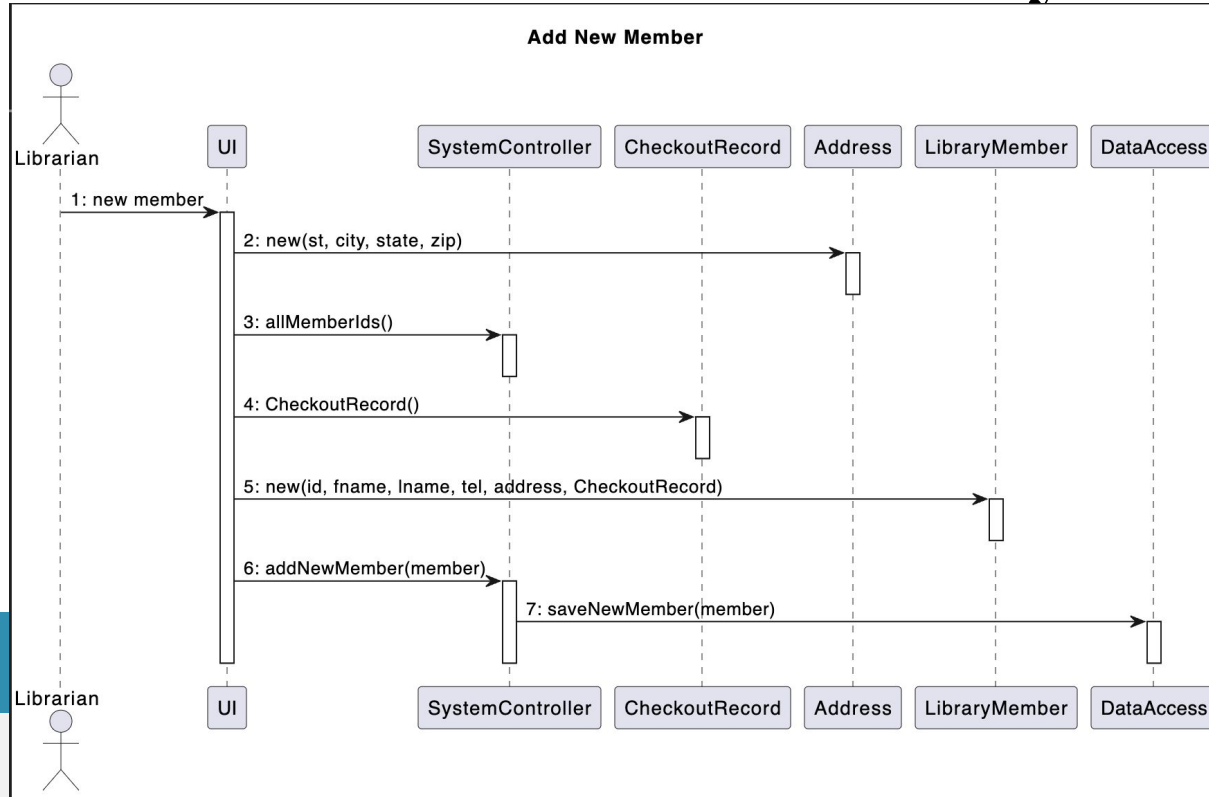 Add New Member
Librarian
UI
SystemController
CheckoutRecord
Address
LibraryMember
DataAccess
1: new member
2: new(st, city, state, zip)
3: allMemberIds()
4: CheckoutRecord()
5: new(id, fname, lname, tel, address, CheckoutRecord)
6: addNewMember(member)
7: saveNewMember(member)
Librarian
UI
SystemController
CheckoutRecord
Address
LibraryMember
DataAccess